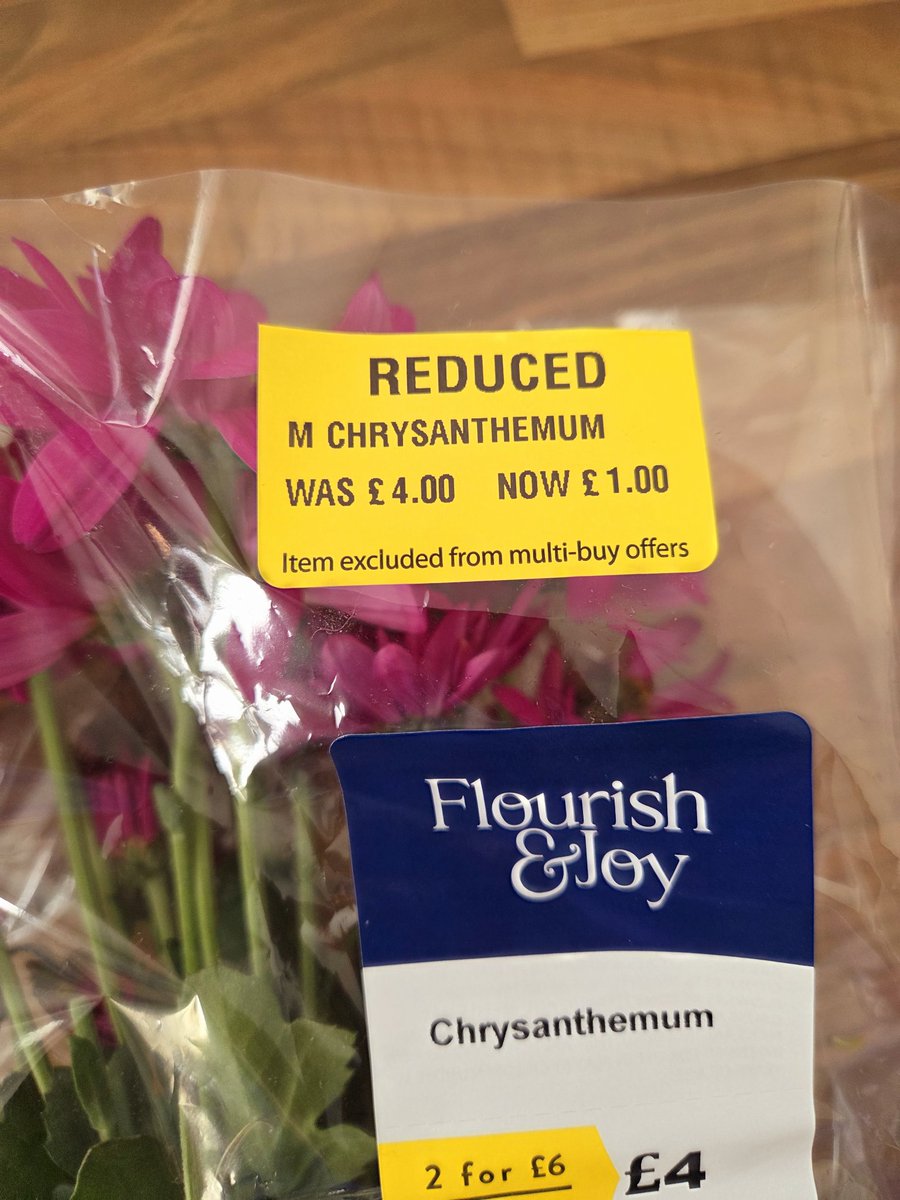 REDUCED
M CHRYSANTHEMUM
WAS £4.00 NOW £1.00
Item excluded from multi-buy offers
Flourish
&Joy
Chrysanthemum
2 for £6 £4